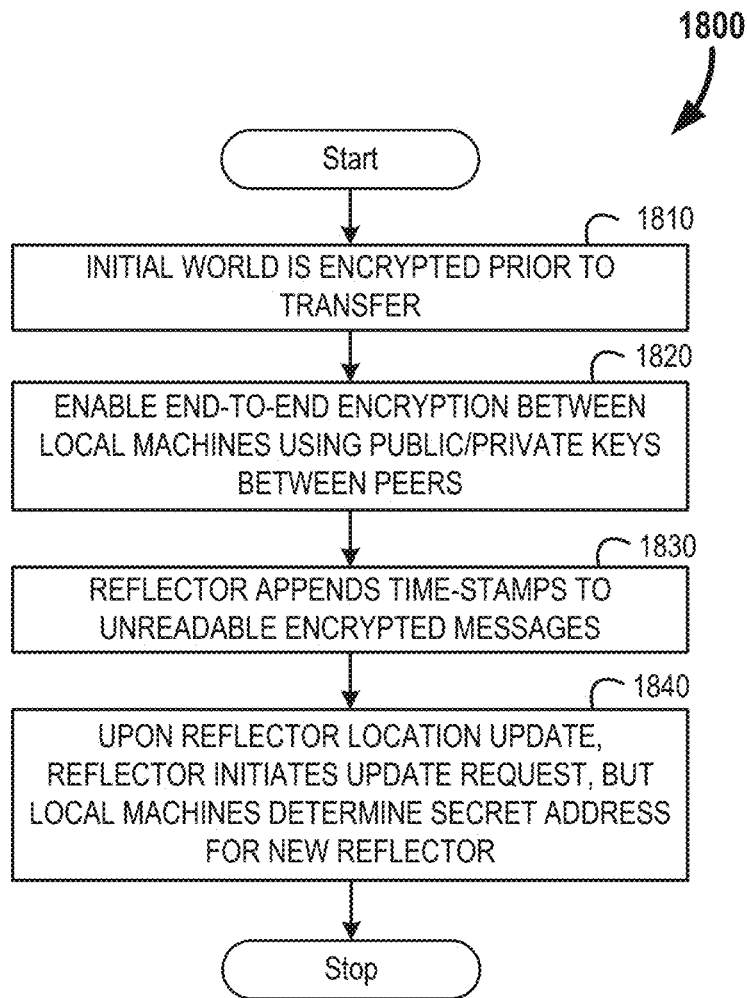 1800
Start
1810
INITIAL WORLD IS ENCRYPTED PRIOR TO
TRANSFER
1820
ENABLE END-TO-END ENCRYPTION BETWEEN
LOCAL MACHINES USING PUBLIC/PRIVATE KEYS
BETWEEN PEERS
1830
REFLECTOR APPENDS TIME-STAMPS TO
UNREADABLE ENCRYPTED MESSAGES
1840
UPON REFLECTOR LOCATION UPDATE,
REFLECTOR INITIATES UPDATE REQUEST, BUT
LOCAL MACHINES DETERMINE SECRET ADDRESS
FOR NEW REFLECTOR
Stop